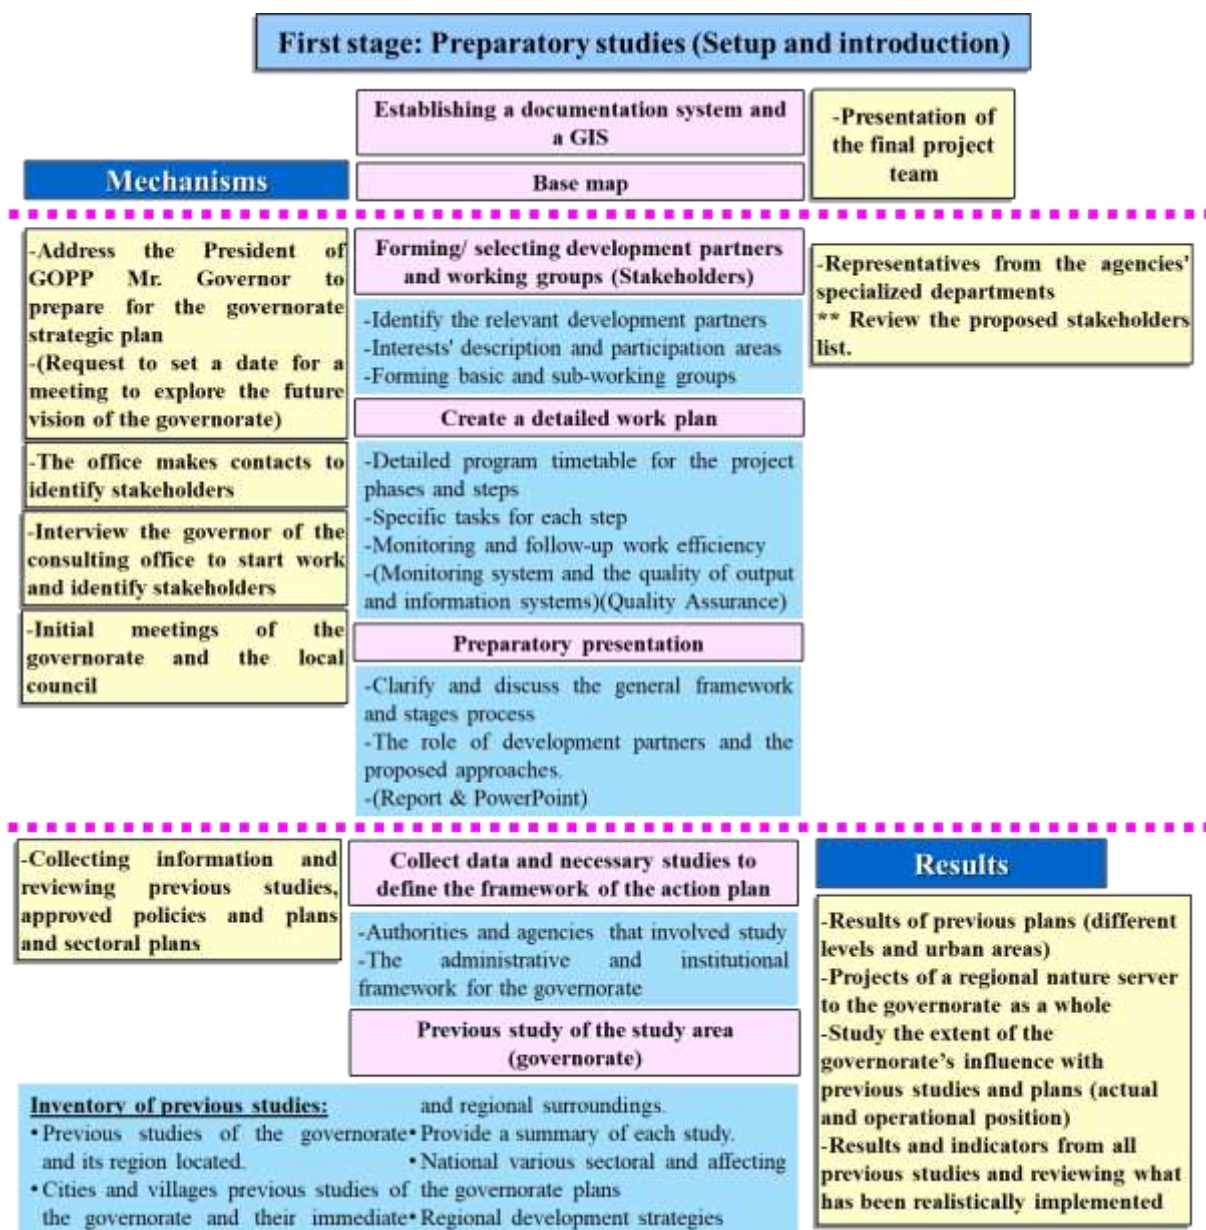 First stage: Preparatory studies (Setup and introduction)
Establishing a documentation system and
a GIS
-Presentation of
the final project
team
Mechanisms
Base map
-Address the President of
GOPP Mr. Governor to
prepare for the governorate
strategic plan
-(Request to set a date for a
meeting to explore the future
vision of the governorate)
-The office makes contacts to
identify stakeholders
-Interview the governor of the
consulting office to start work
and identify stakeholders
-Initial meetings of the
governorate and the local
council
Forming/ selecting development partners
and working groups (Stakeholders)
-Identify the relevant development partners
-Interests' description and participation areas
-Forming basic and sub-working groups
Create a detailed work plan
-Detailed program timetable for the project
phases and steps
-Specific tasks for each step
-Monitoring and follow-up work efficiency
-(Monitoring system and the quality of output
and information systems)(Quality Assurance)
Preparatory presentation
-Clarify and discuss the general framework
and stages process
-The role of development partners and the
proposed approaches.
-(Report & PowerPoint)
-Representatives from the agencies'
specialized departments
** Review the proposed stakeholders
list.
-Collecting information and
reviewing previous studies,
approved policies and plans
and sectoral plans
Collect data and necessary studies to
define the framework of the action plan
-Authorities and agencies that involved study
-The administrative and institutional
framework for the governorate
Previous study of the study area
(governorate)
Inventory of previous studies:
• Previous studies of the governorate
and its region located.
• Cities and villages previous studies of
the governorate and their immediate
and regional surroundings.
• Provide a summary of each study.
• National various sectoral and affecting
the governorate plans
• Regional development strategies
Results
-Results of previous plans (different
levels and urban areas)
-Projects of a regional nature server
to the governorate as a whole
-Study the extent of the
governorate's influence with
previous studies and plans (actual
and operational position)
-Results and indicators from all
previous studies and reviewing what
has been realistically implemented